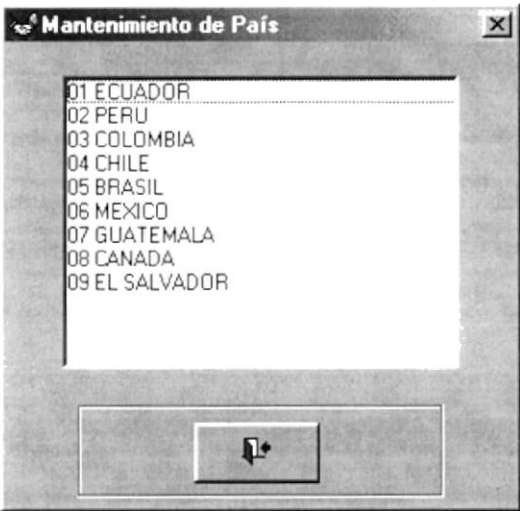 Mantenimiento de País
01 ECUADOR
02 PERU
03 COLOMBIA
04 CHILE
05 BRASIL
06 MEXICO
07 GUATEMALA
08 CANADA
09 EL SALVADOR